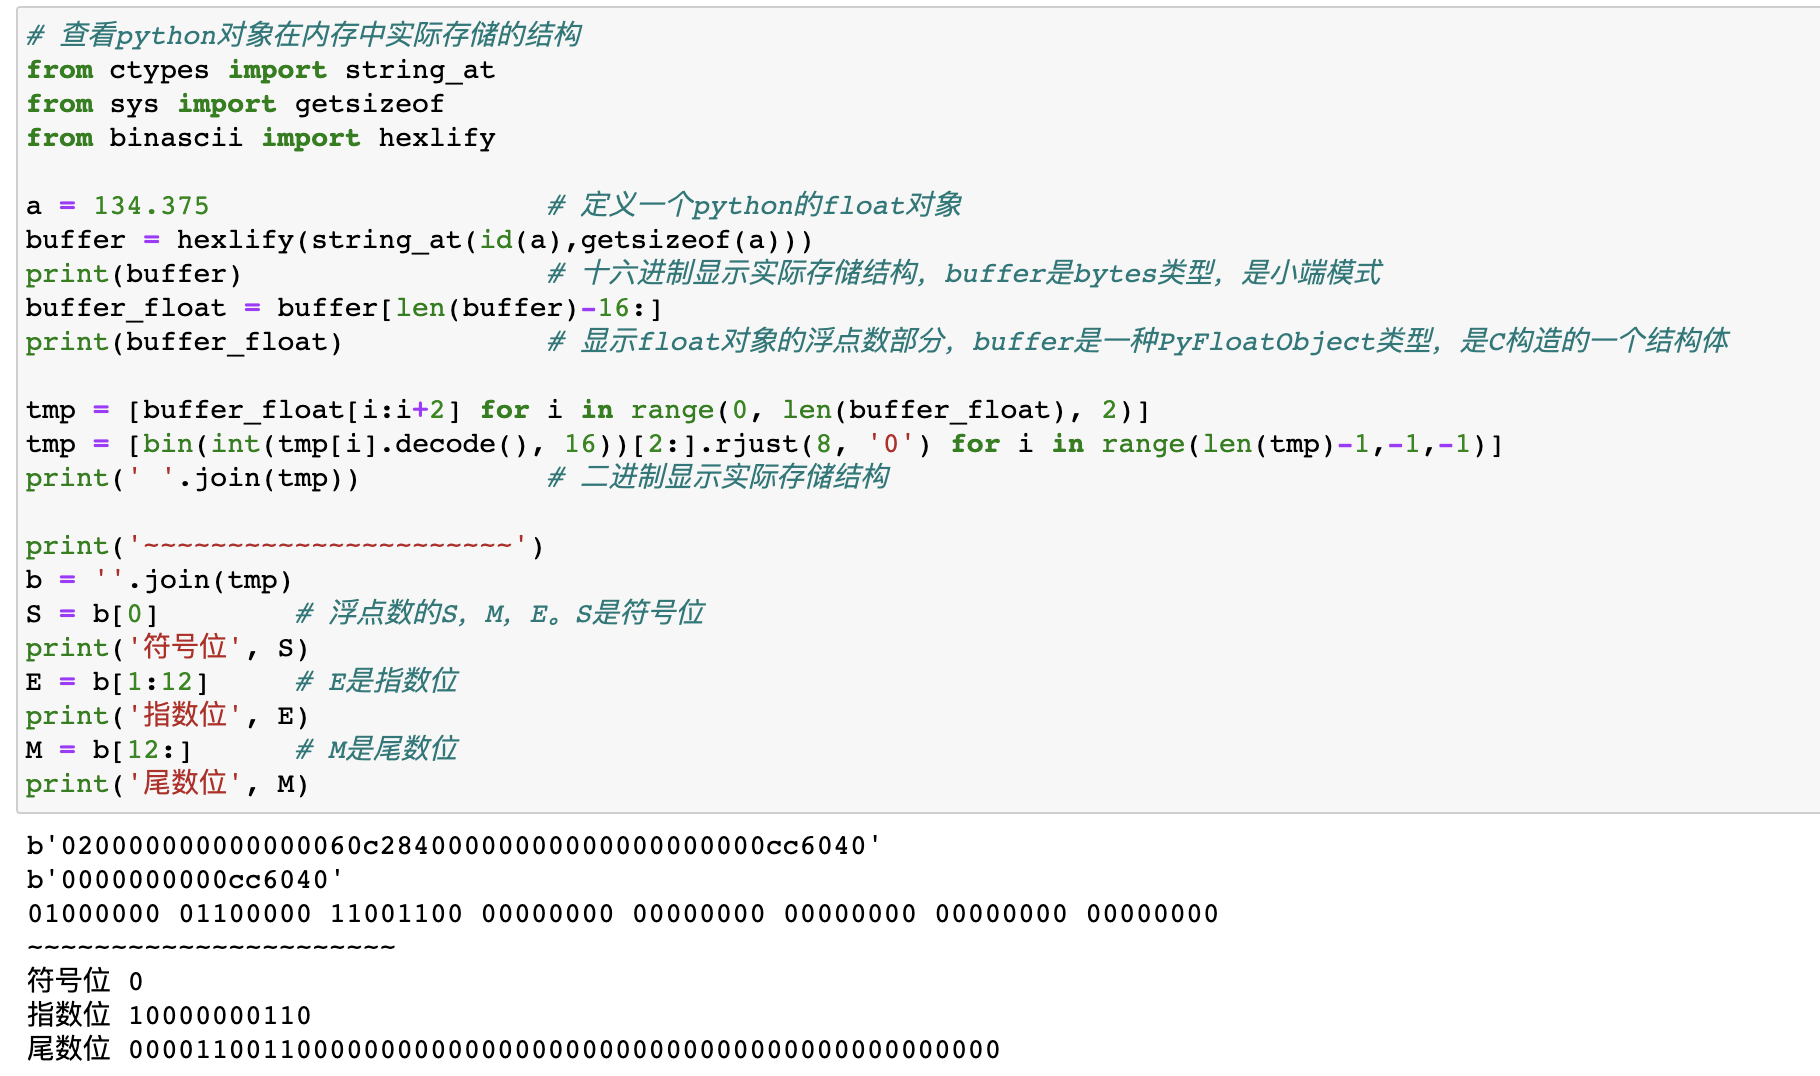 # 查看python对象在内存中实际存储的结构
from ctypes import string_at
from sys import getsizeof
from binascii import hexlify
a = 134.375 # 定义一个python的float对象
buffer = hexlify(string_at(id(a),getsizeof(a)))
print(buffer) # 十六进制显示实际存储结构，buffer是bytes类型，是小端模式
buffer_float = buffer[len(buffer)-16:]
print(buffer_float) # 显示float对象的浮点数部分，buffer是一种PyFloatObject类型，是C构造的一个结构体
tmp = [buffer_float[i:i+2] for i in range(0, len(buffer_float), 2)]
tmp = [bin(int(tmp[i].decode(), 16))[2:].rjust(8, '0') for i in range(len(tmp)-1,-1,-1)]
print(' '.join(tmp)) # 二进制显示实际存储结构
print('~~~~~~~~~~~~~~~~~~~~~~')
b = ''.join(tmp)
S = b[0] # 浮点数的S，M，E。S是符号位
print('符号位', S)
E = b[1:12] # E是指数位
print('指数位', E)
M = b[12:] # M是尾数位
print('尾数位', M)
b'020000000000000060c28400000000000000000000cc6040'
b'0000000000cc6040'
01000000 01100000 11001100 00000000 00000000 00000000 00000000 00000000
~~~~~~~~~~~~~~~~~~~~~~
符号位 0
指数位 10000000110
尾数位 0000110011000000000000000000000000000000000000000000